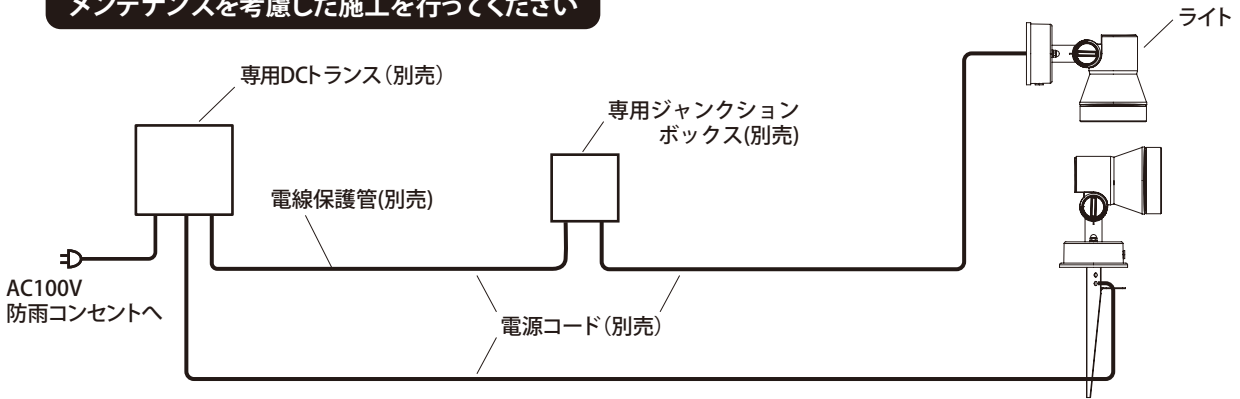 メンテナンスを考慮した施工を行ってください
ライト
専用DCトランス（別売）
専用ジャンクション
ボックス(別売)
電線保護管(別売)
AC100V
防雨コンセントへ
電源コード（別売）